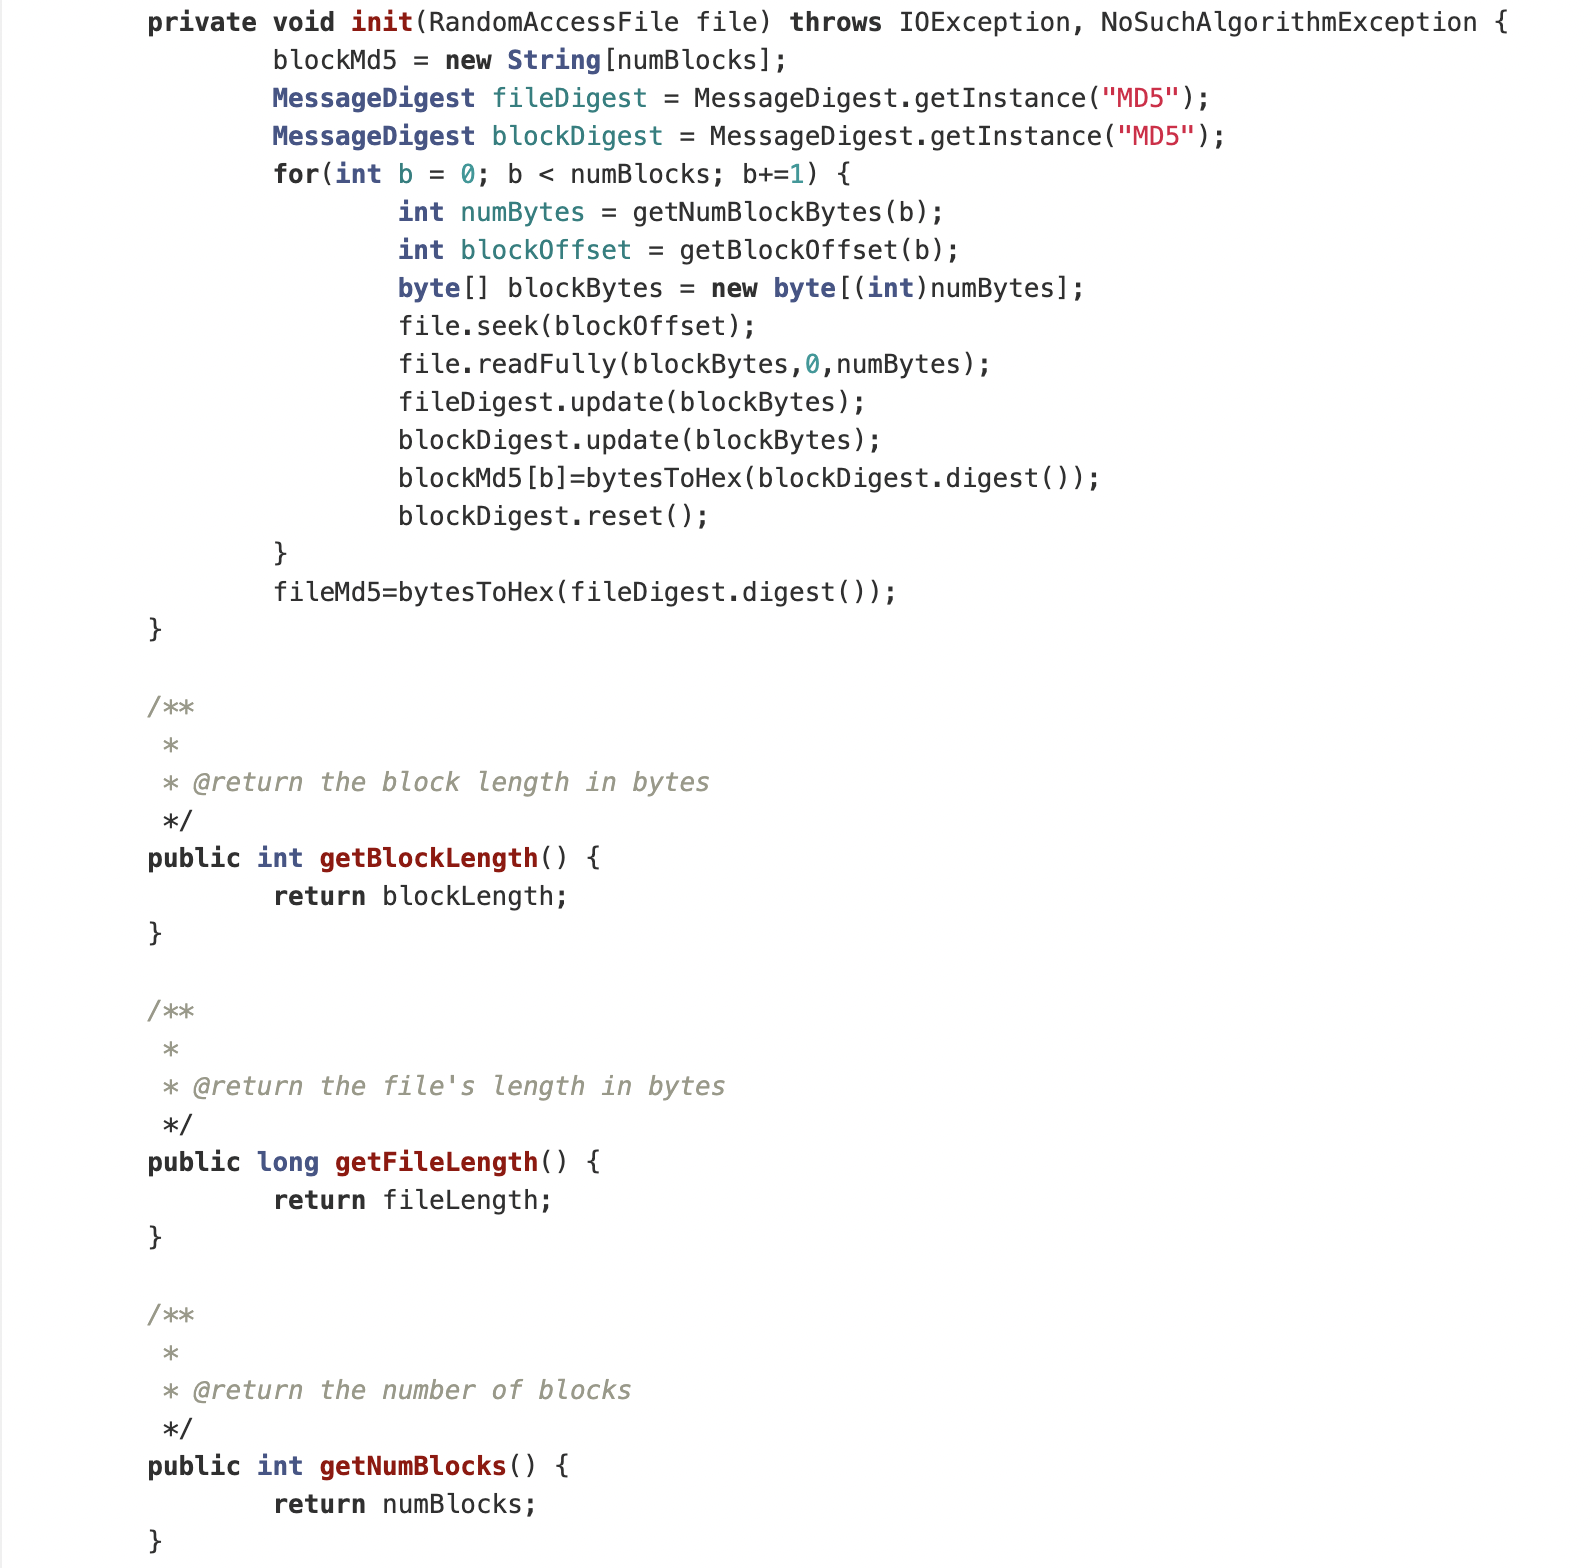 private void init(RandomAccessFile file) throws IOException, NoSuchAlgorithmException {
blockMd5 = new String[numBlocks];
MessageDigest fileDigest = MessageDigest.getInstance("MD5");
MessageDigest blockDigest = MessageDigest.getInstance("MD5");
for(int b = 0; b < numBlocks; b+=1) {
int numBytes = getNumBlockBytes(b);
int blockOffset = getBlockOffset(b);
byte[] blockBytes = new byte[(int)numBytes];
file.seek(blockOffset);
file.readFully(blockBytes,0,numBytes);
fileDigest.update(blockBytes);
blockDigest.update(blockBytes);
blockMd5[b]=bytesToHex(blockDigest.digest());
blockDigest.reset();
}
fileMd5=bytesToHex(fileDigest.digest());
}
/**
*
* @return the block length in bytes
*/
public int getBlockLength() {
return blockLength;
}
/**
*
* @return the file's length in bytes
*/
public long getFileLength() {
return fileLength;
}
/**
*
* @return the number of blocks
*/
public int getNumBlocks() {
return numBlocks;
}